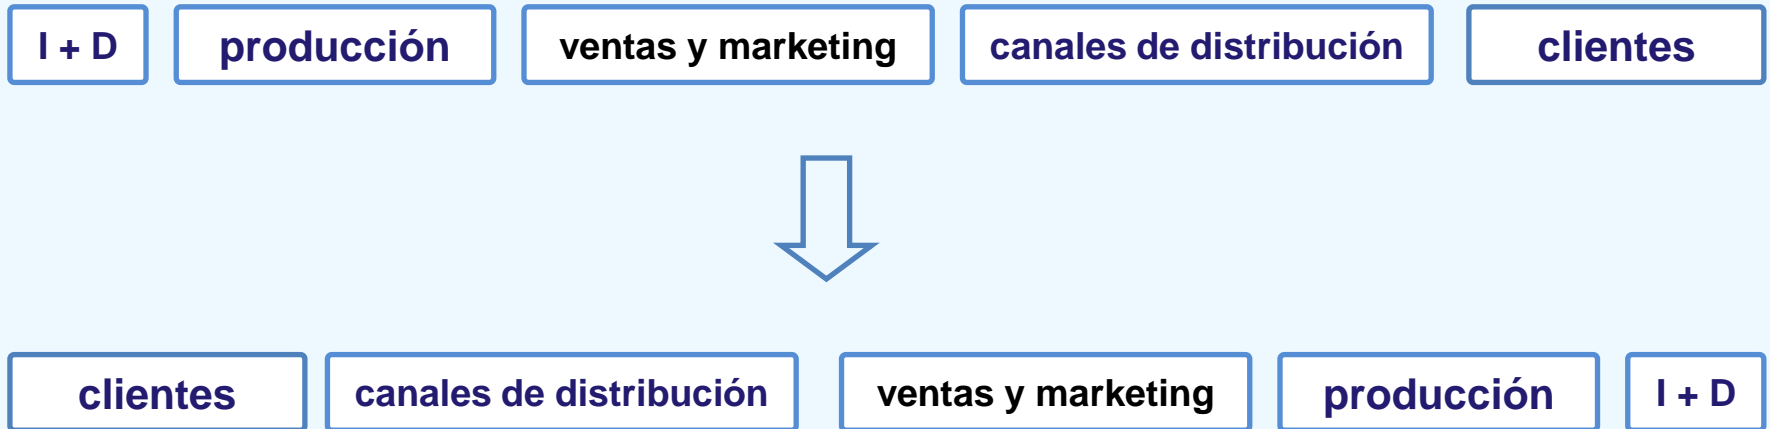 I + D producción ventas y marketing canales de distribución clientes
clientes canales de distribución ventas y marketing producción I + D